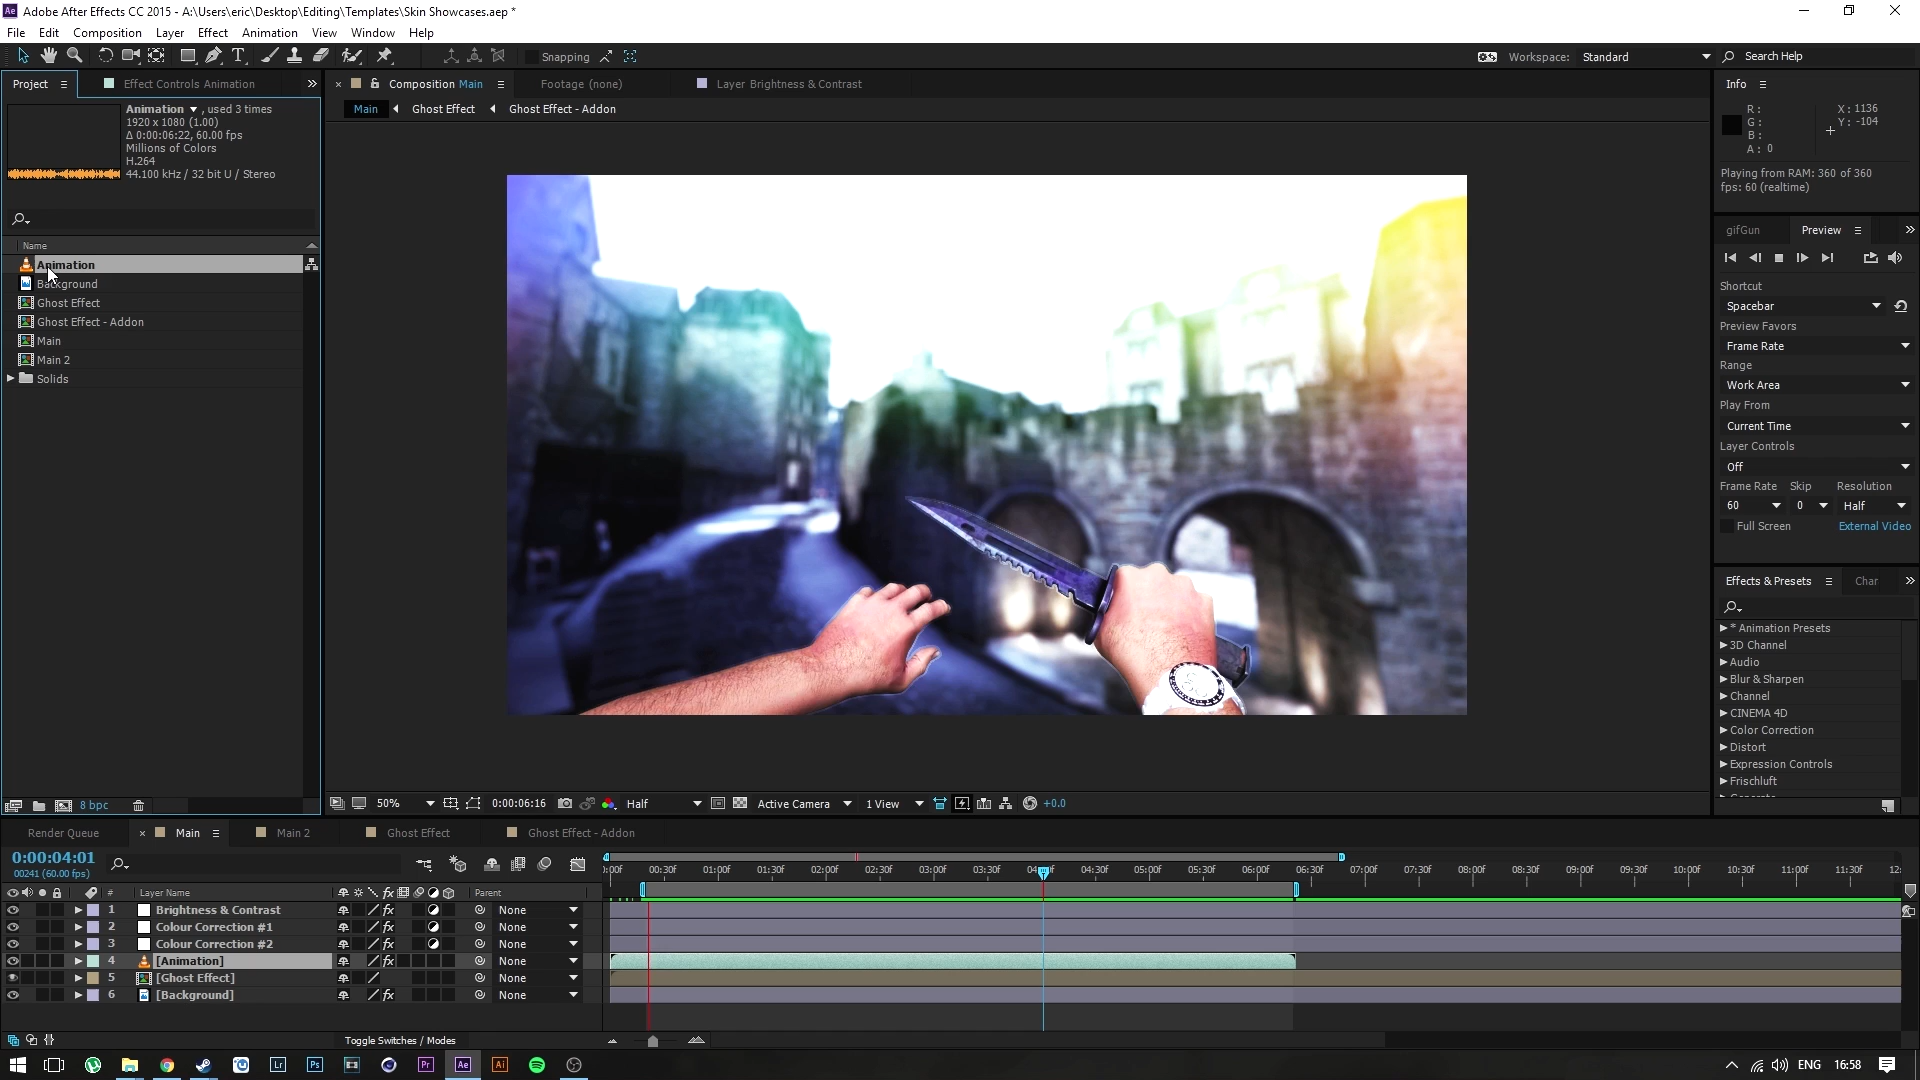 Adobe After Effects CC 2015 - A:\Users\eric\Desktop\Editing\Templates\Skin Showcases.aep *
File Edit Composition Layer Effect Animation View Window Help
Snapping
Workspace: Standard
Search Help
Project
Effect Controls Animation
Composition Main
Footage (none)
Layer Brightness & Contrast
Main Ghost Effect Ghost Effect - Addon
Animation , used 3 times
1920 x 1080 (1.00)
Δ 0:00:06:22, 60.00 fps
Millions of Colors
H.264
44.100 kHz / 32 bit U / Stereo
Name
Animation
Background
Ghost Effect
Ghost Effect - Addon
Main
Main 2
Solids
8 bpc
50%
0:00:06:16
Half
Active Camera
1 View
+0.0
Info
R :
G :
B :
A : 0
X : 1136
Y : -104
Playing from RAM: 360 of 360
fps: 60 (realtime)
gifGun
Preview
Shortcut
Spacebar
Preview Favors
Frame Rate
Range
Work Area
Play From
Current Time
Layer Controls
Off
Frame Rate Skip Resolution
60 0 Half
Full Screen External Video
Effects & Presets
Char
* Animation Presets
3D Channel
Audio
Blur & Sharpen
Channel
CINEMA 4D
Color Correction
Distort
Expression Controls
Frischluft
Render Queue
Main
Main 2
Ghost Effect
Ghost Effect - Addon
0:00:04:01
00241 (60.00 fps)
# Layer Name
Parent
1 Brightness & Contrast None
2 Colour Correction #1 None
3 Colour Correction #2 None
4 [Animation] None
5 [Ghost Effect] None
6 [Background] None
00:30f 01:00f 01:30f 02:00f 02:30f 03:00f 03:30f 04:30f 05:00f 05:30f 06:00f 06:30f 07:00f 07:30f 08:00f 08:30f 09:00f 09:30f 10:00f 10:30f 11:00f 11:30f
Toggle Switches / Modes
Lr Ps Pr Ae Ai
ENG 16:58